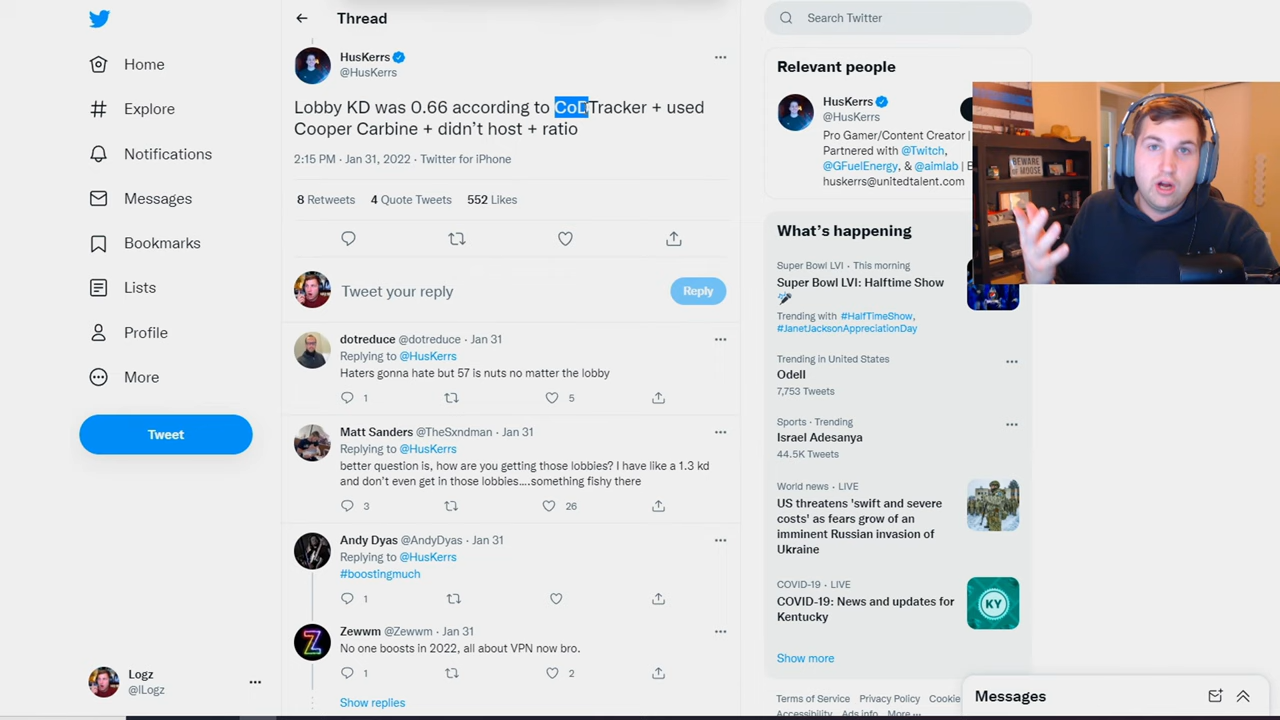 Home
Explore
Notifications
Messages
Bookmarks
Lists
Profile
More
Tweet
Logz
@lLogz
Thread
HusKerrs
@HusKerrs
Lobby KD was 0.66 according to CoDTracker + used
Cooper Carbine + didn't host + ratio
2:15 PM · Jan 31, 2022 · Twitter for iPhone
8 Retweets 4 Quote Tweets 552 Likes
Tweet your reply
Reply
dotreduce @dotreduce · Jan 31
Replying to @HusKerrs
Haters gonna hate but 57 is nuts no matter the lobby
1 5
Matt Sanders @TheSxndman · Jan 31
Replying to @HusKerrs
better question is, how are you getting those lobbies? I have like a 1.3 kd
and don't even get in those lobbies....something fishy there
3 26
Andy Dyas @AndyDyas · Jan 31
Replying to @HusKerrs
#boostingmuch
1
Zewwm @Zewwm · Jan 31
No one boosts in 2022, all about VPN now bro.
1 2
Show replies
Search Twitter
Relevant people
HusKerrs
@HusKerrs
Pro Gamer/Content Creator |
Partnered with @Twitch,
@GFuelEnergy, & @aimlab |
huskerrs@unitedtalent.com
BEWARE
OF MOOSE
What's happening
Super Bowl LVI · This morning
Super Bowl LVI: Halftime Show
Trending with #HalfTimeShow,
#JanetJacksonAppreciationDay
Trending in United States
Odell
7,753 Tweets
Sports · Trending
Israel Adesanya
44.5K Tweets
World news · LIVE
US threatens 'swift and severe
costs' as fears grow of an
imminent Russian invasion of
Ukraine
COVID-19 · LIVE
COVID-19: News and updates for
Kentucky
KY
Show more
Terms of Service Privacy Policy Cookie
Accessibility Ads info More
Messages